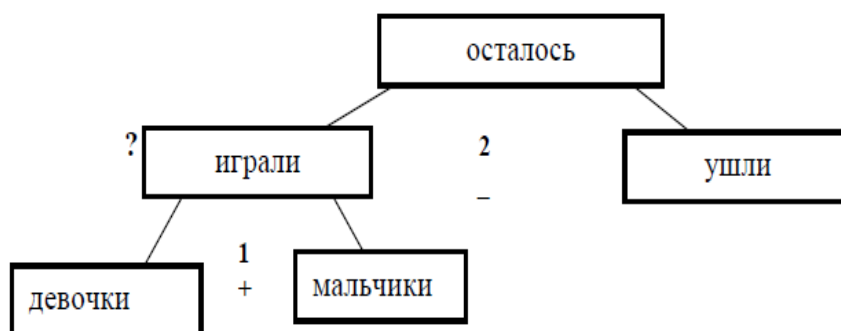 осталось
?
играли
2
–
ушли
девочки
1
+
мальчики